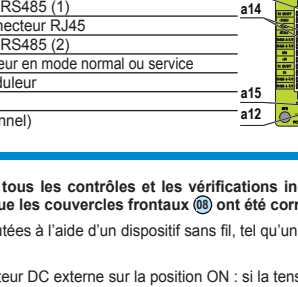 RS485 (1)
a14
necteur RJ45
RS485 (2)
eur en mode normal ou service
duleur
a15
nnel)
a12
tous les contrôles et les vérifications in
ue les couvercles frontaux 08 ont été corr
utées à l'aide d'un dispositif sans fil, tel qu'un
teur DC externe sur la position ON : si la tens